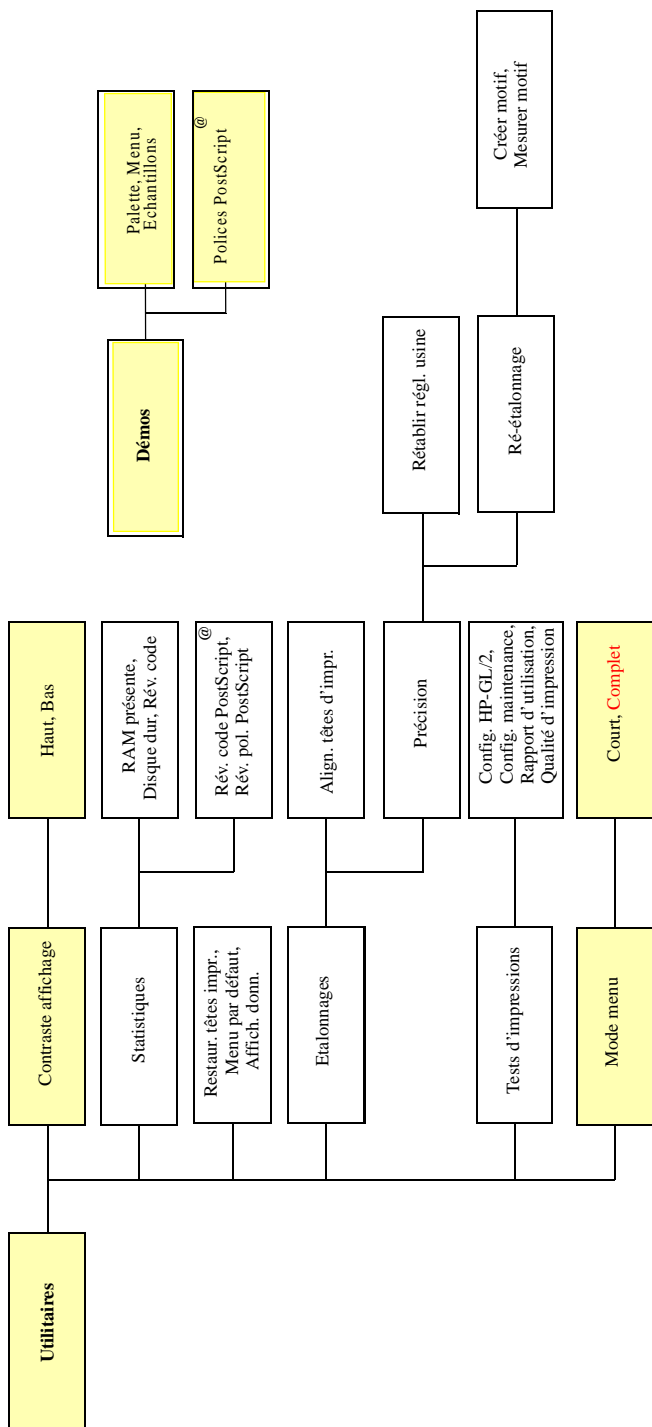 Utilitaires
Contraste affichage
Haut, Bas
Statistiques
RAM présente,
Disque dur, Rév. code
@
Rév. code PostScript,
Rév. pol. PostScript
Restaur. têtes impr.,
Menu par défaut,
Affich. donn.
Etalonnages
Align. têtes d'impr.
Précision
Rétablir régl. usine
Ré-étalonnage
Créer motif,
Mesurer motif
Tests d'impressions
Config. HP-GL/2,
Config. maintenance,
Rapport d'utilisation,
Qualité d'impression
Mode menu
Court, Complet
Démos
Palette, Menu,
Echantillons
@
Polices PostScript